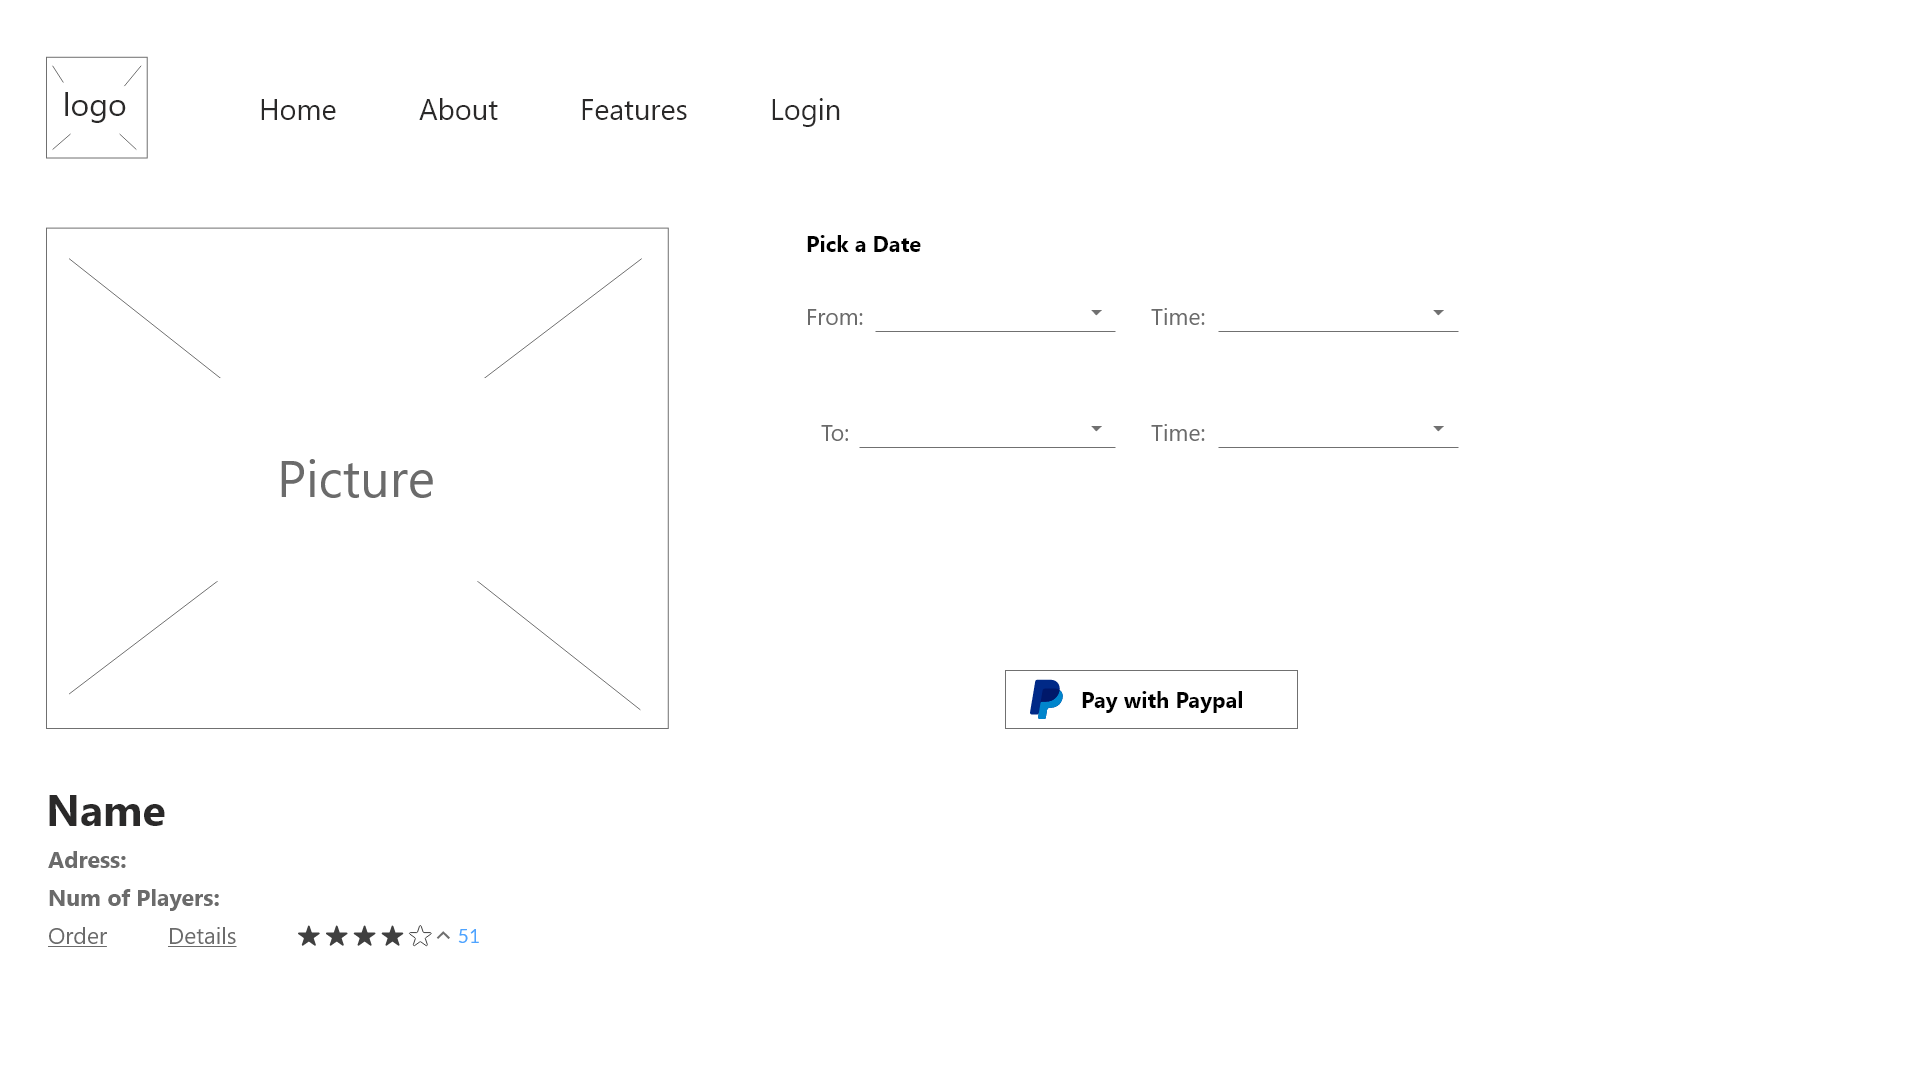 logo
Home About Features Login
Pick a Date
From: Time:
To: Time:
Picture
Pay with Paypal
Name
Adress:
Num of Players:
Order Details 51